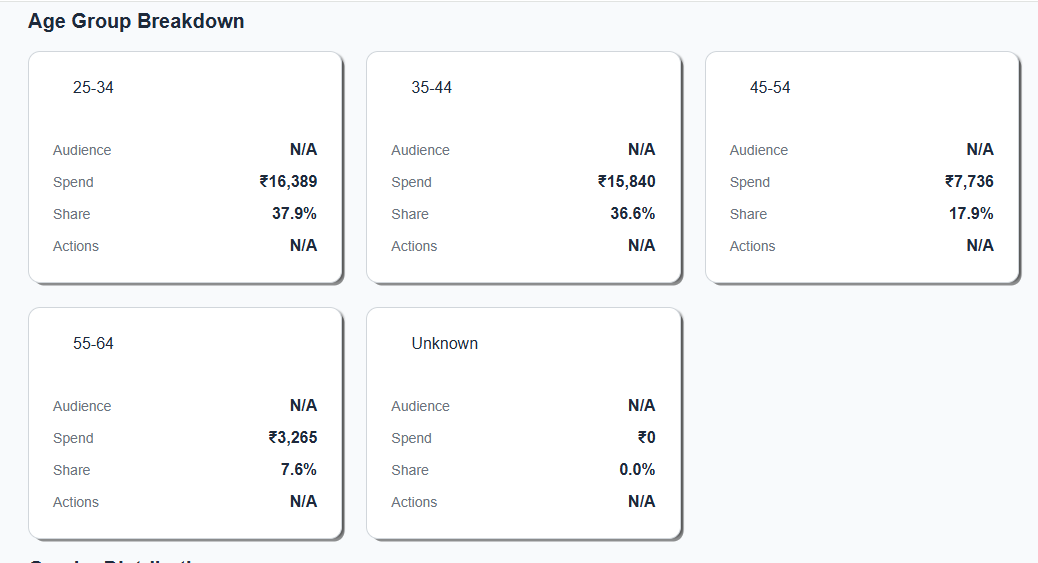 Age Group Breakdown
25-34
Audience N/A
Spend ₹16,389
Share 37.9%
Actions N/A
35-44
Audience N/A
Spend ₹15,840
Share 36.6%
Actions N/A
45-54
Audience N/A
Spend ₹7,736
Share 17.9%
Actions N/A
55-64
Audience N/A
Spend ₹3,265
Share 7.6%
Actions N/A
Unknown
Audience N/A
Spend ₹0
Share 0.0%
Actions N/A